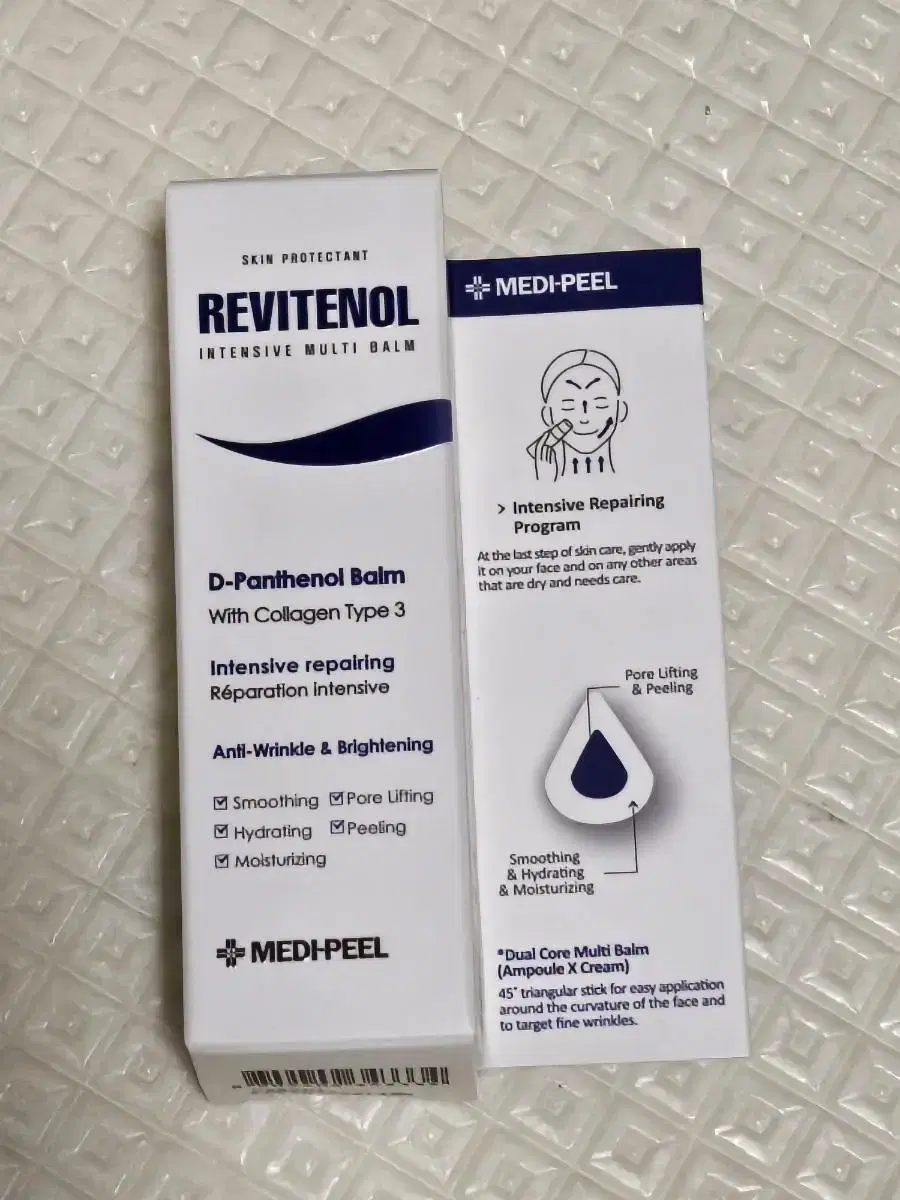 SKIN PROTECTANT
REVITENOL
INTENSIVE MULTI BALM
D-Panthenol Balm
With Collagen Type 3
Intensive repairing
Réparation intensive
Anti-Wrinkle & Brightening
Smoothing Pore Lifting
Hydrating Peeling
Moisturizing
MEDI-PEEL
MEDI-PEEL
> Intensive Repairing
Program
At the last step of skin care, gently apply
it on your face and on any other areas
that are dry and needs care.
Pore Lifting
& Peeling
Smoothing
& Hydrating
& Moisturizing
*Dual Core Multi Balm
(Ampoule X Cream)
45° triangular stick for easy application
around the curvature of the face and
to target fine wrinkles.